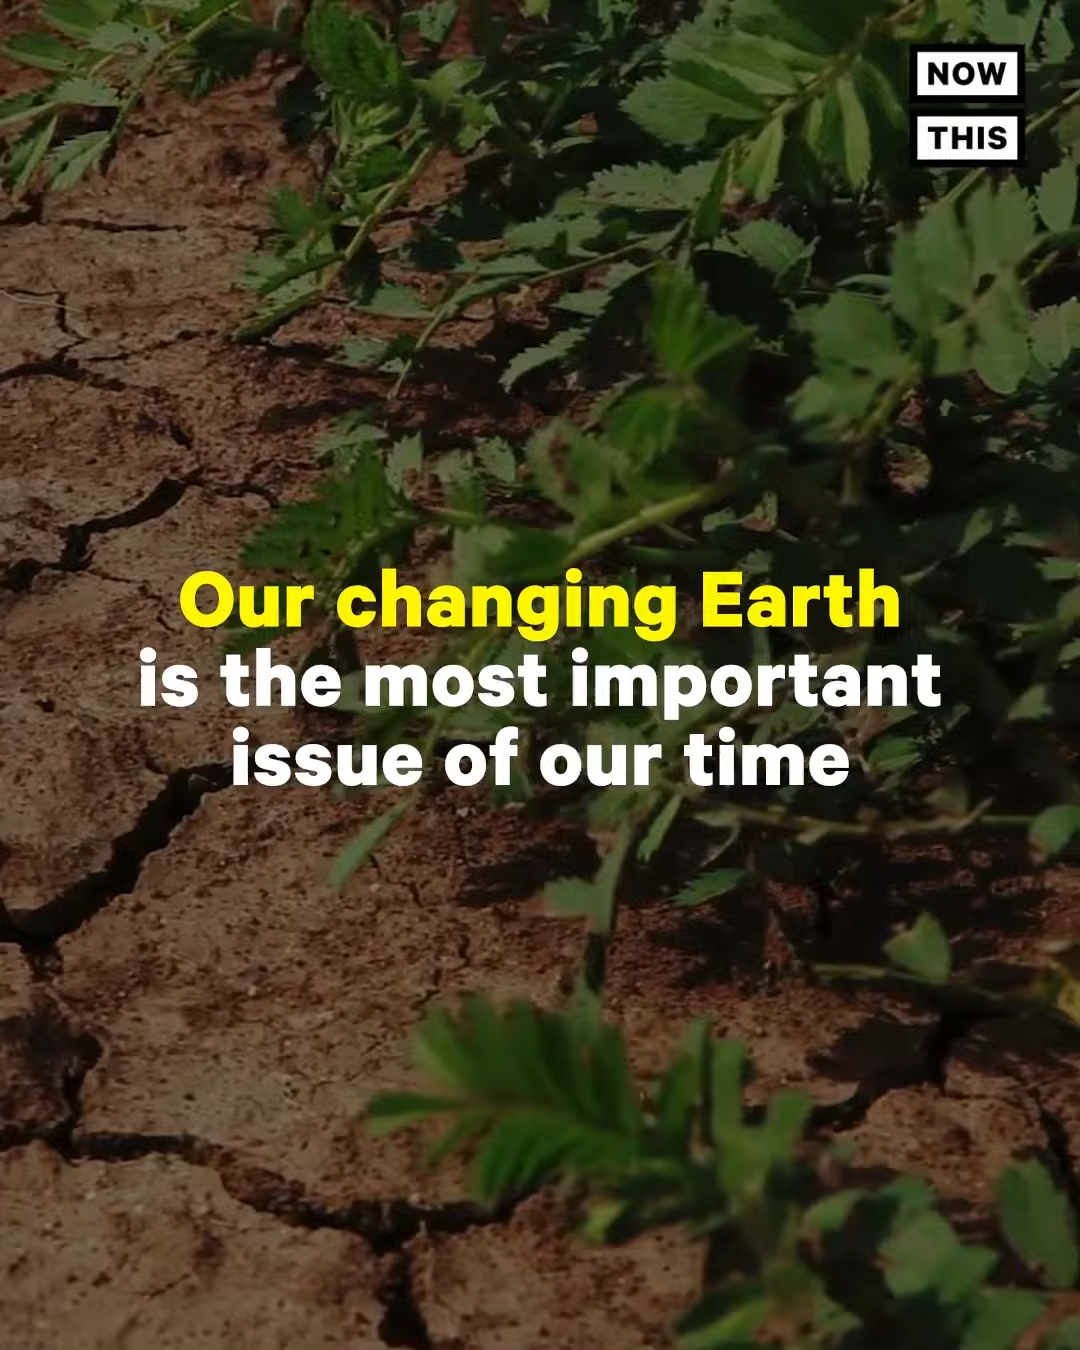 NOW
THIS
Our changing Earth
is the most important
issue of our time